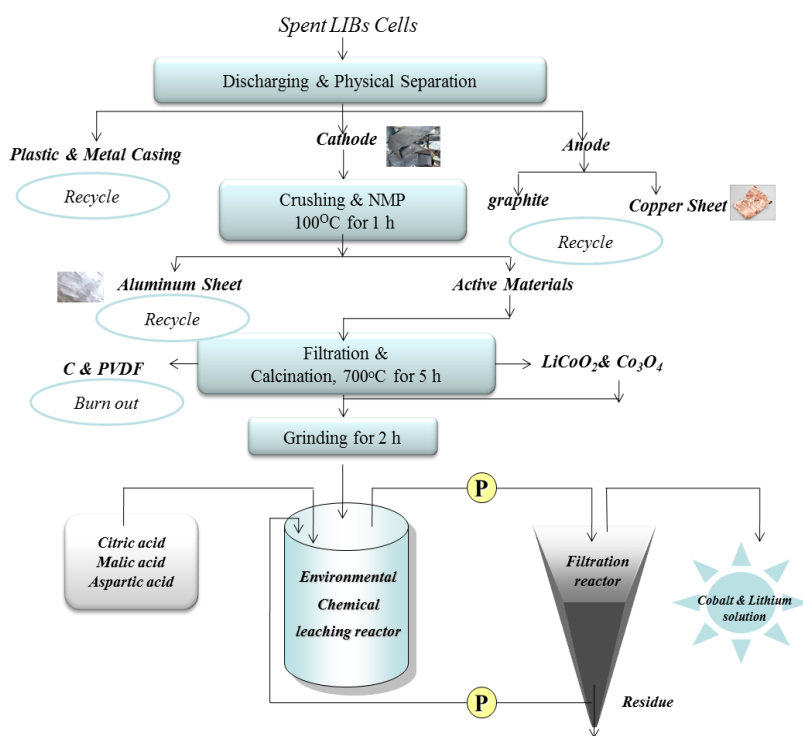 Spent LIBs Cells
Discharging & Physical Separation
Plastic & Metal Casing
Recycle
Cathode
Anode
graphite
Copper Sheet
Recycle
Crushing & NMP
100⁰C for 1 h
Aluminum Sheet
Recycle
Active Materials
Filtration &
Calcination, 700⁰C for 5 h
C & PVDF
Burn out
LiCoO₂& Co₃O₄
Grinding for 2 h
P
Citric acid
Malic acid
Aspartic acid
Environmental
Chemical
leaching reactor
Filtration
reactor
Cobalt & Lithium
solution
P
Residue